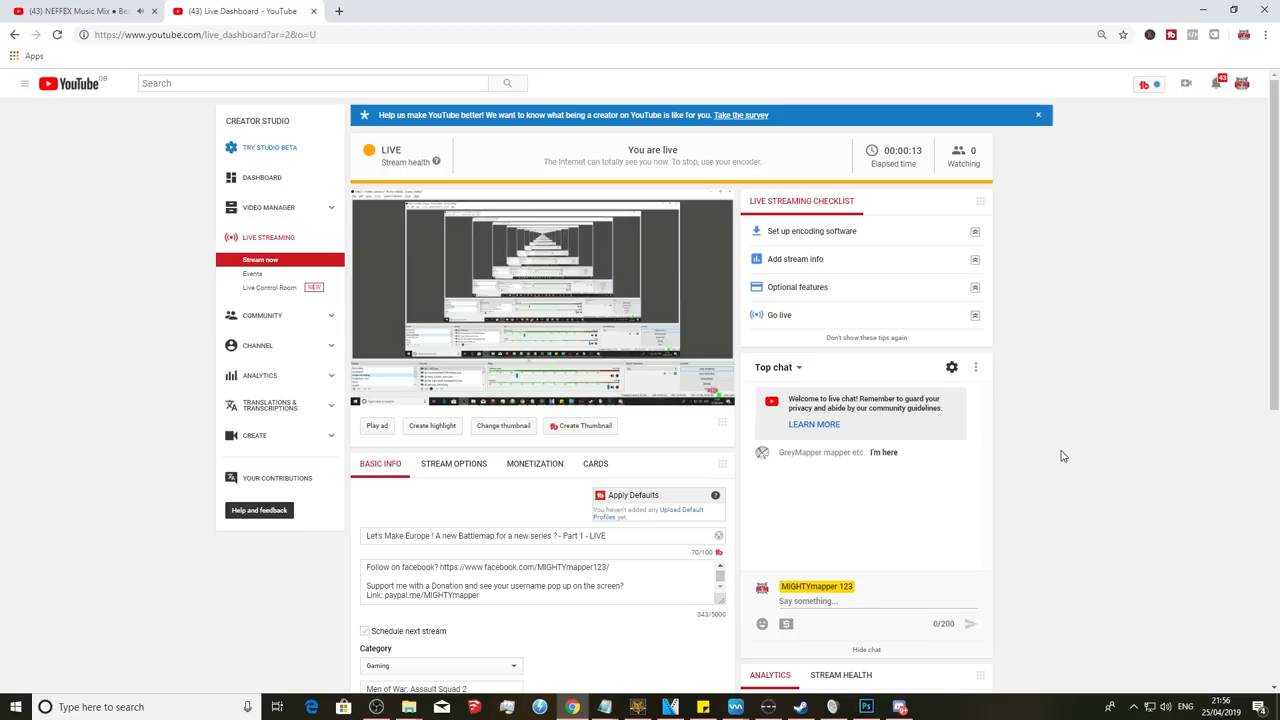 (43) NEFFEX Music Mix ● Be
Live Dashboard - YouTube
https://www.youtube.com/live_dashboard?ar=2&o=U
Apps
YouTube GB
Search
43
CREATOR STUDIO
TRY STUDIO BETA
DASHBOARD
VIDEO MANAGER
LIVE STREAMING
Stream now
Events
Live Control Room NEW
COMMUNITY
CHANNEL
ANALYTICS
TRANSLATIONS &
TRANSCRIPTIONS
CREATE
YOUR CONTRIBUTIONS
Help and feedback
Help us make YouTube better! We want to know what being a creator on YouTube is like for you. Take the survey
LIVE
Stream health
You are live
The Internet can totally see you now. To stop, use your encoder.
00:00:13
Elapsed time
0
Watching
Play ad
Create highlight
Change thumbnail
Create Thumbnail
BASIC INFO
STREAM OPTIONS
MONETIZATION
CARDS
Apply Defaults
You haven't added any Upload Default
Profiles yet.
Let's Make Europe ! A new Battlemap for a new series ? - Part 1 - LIVE
70/100
Follow on facebook? https://www.facebook.com/MIGHTYmapper123/
Support me with a Donation and see your username pop up on the screen?
Link: paypal.me/MIGHTYmapper
343/5000
Schedule next stream
Category
Gaming
Men of War: Assault Squad 2
LIVE STREAMING CHECKLIST
Set up encoding software
Add stream info
Optional features
Go live
Don't show these tips again
Top chat
Welcome to live chat! Remember to guard your
privacy and abide by our community guidelines.
LEARN MORE
GreyMapper mapper etc. I'm here
MIGHTYmapper 123
Say something...
0/200
Hide chat
ANALYTICS
STREAM HEALTH
Type here to search
21:56
25/04/2019